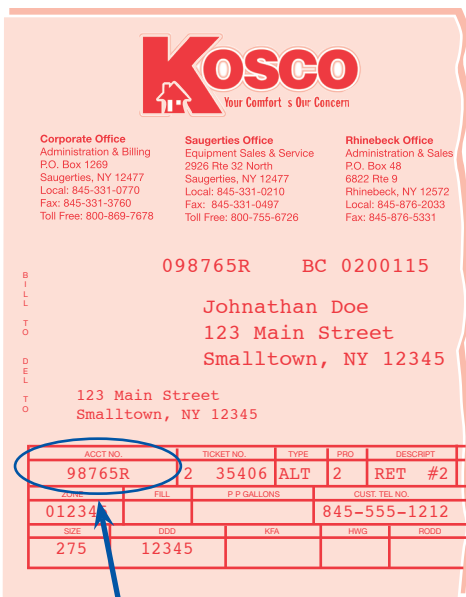 KOSCO
Your Comfort s Our Concern
Corporate Office
Administration & Billing
P.O. Box 1269
Saugerties, NY 12477
Local: 845-331-0770
Fax: 845-331-3760
Toll Free: 800-869-7678
Saugerties Office
Equipment Sales & Service
2926 Rte 32 North
Saugerties, NY 12477
Local: 845-331-0210
Fax: 845-331-0497
Toll Free: 800-755-6726
Rhinebeck Office
Administration & Sales
P.O. Box 48
6822 Rte 9
Rhinebeck, NY 12572
Local: 845-876-2033
Fax: 845-876-5331
098765R BC 0200115
BILL TO
Johnathan Doe
123 Main Street
Smalltown, NY 12345
DEL TO
123 Main Street
Smalltown, NY 12345
ACCT NO. TICKET NO. TYPE PRO DESCRIPT
98765R 2 35406 ALT 2 RET #2
ZONE FILL P P GALLONS CUST. TEL NO.
012345 845-555-1212
SIZE DDD KFA HWG RODD
275 12345